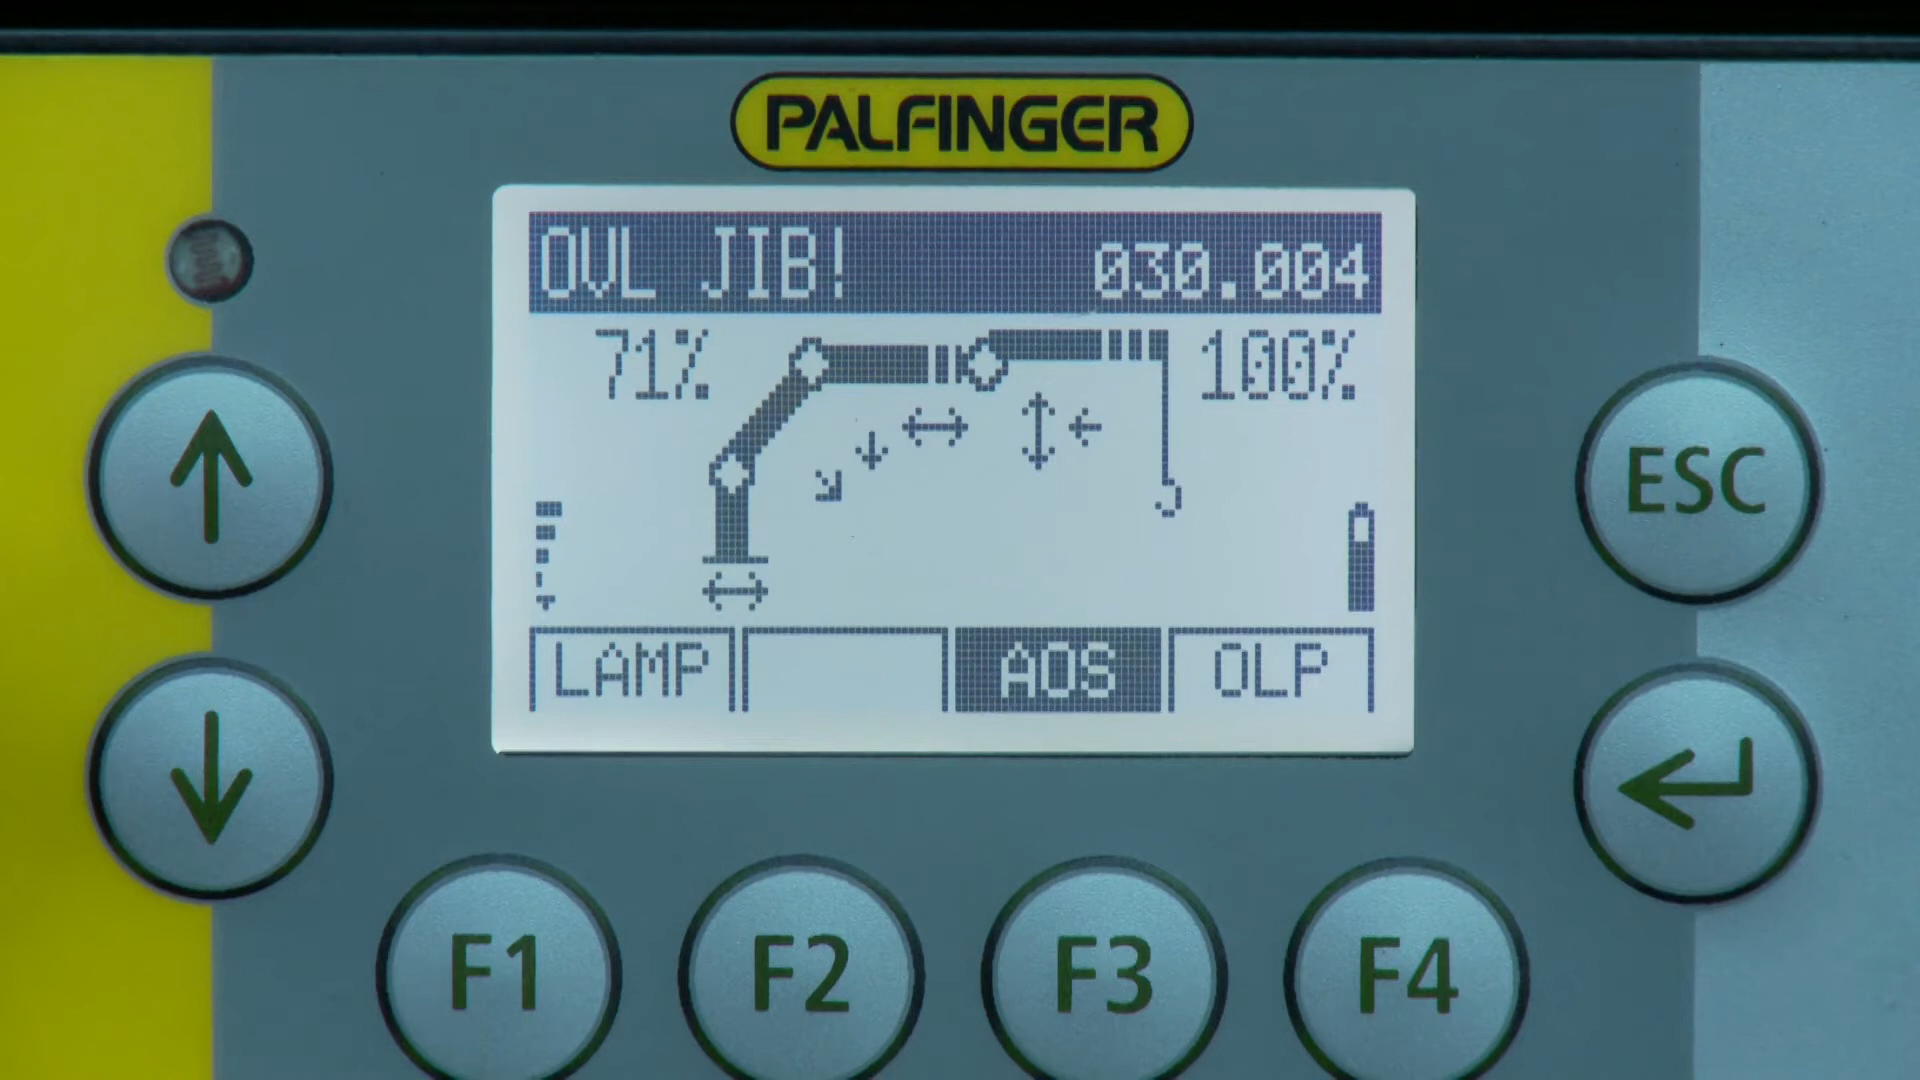 PALFINGER
OVL JIB! 030.004
71% 100%
LAMP AOS OLP
ESC
F1 F2 F3 F4